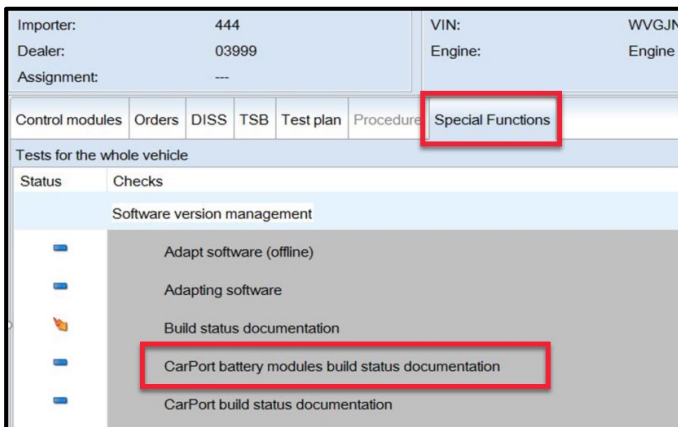 Importer: 444 VIN: WVGJN
Dealer: 03999 Engine: Engine
Assignment: ---
Control modules Orders DISS TSB Test plan Procedure Special Functions
Tests for the whole vehicle
Status Checks
Software version management
Adapt software (offline)
Adapting software
Build status documentation
CarPort battery modules build status documentation
CarPort build status documentation